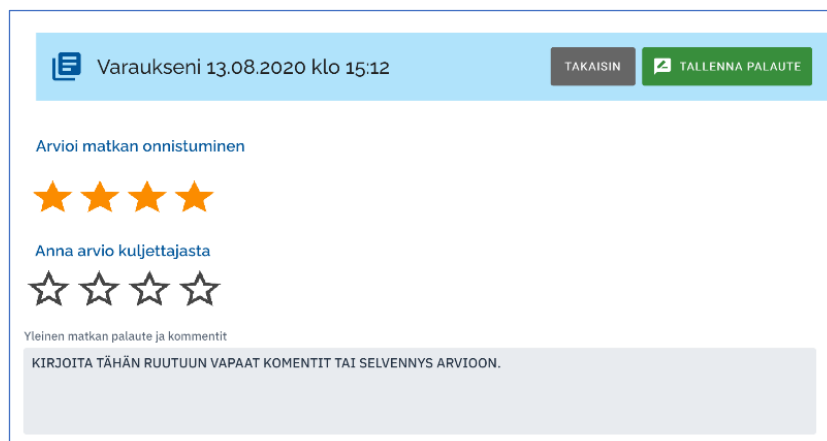 Varaukseni 13.08.2020 klo 15:12
TAKAISIN
TALLENNA PALAUTE
Arvioi matkan onnistuminen
Anna arvio kuljettajasta
Yleinen matkan palaute ja kommentit
KIRJOITA TÄHÄN RUUTUUN VAPAAT KOMENTIT TAI SELVENNYS ARVIOON.